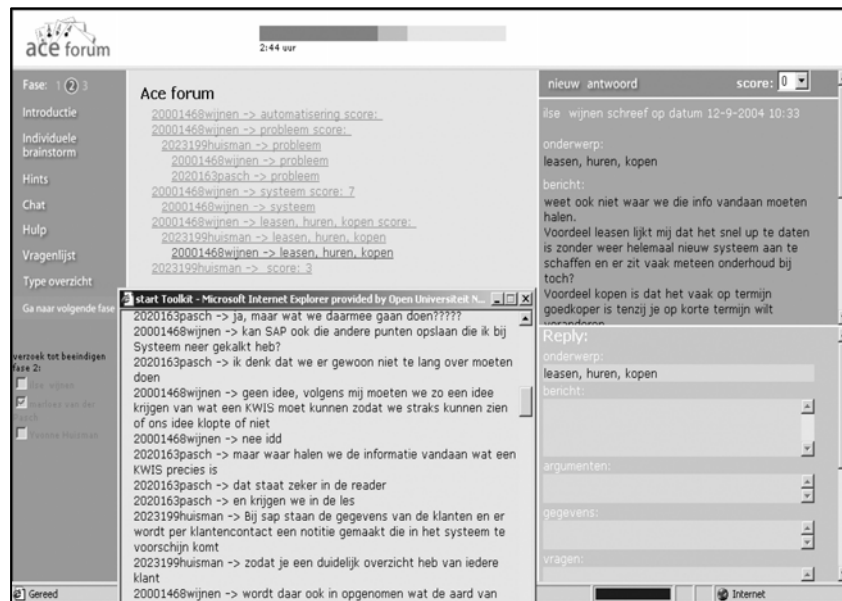 ace forum
2:44 uur
Fase: 1 2 3
Introductie
Individuele
brainstorm
Hints
Chat
Hulp
Vragenlijst
Type overzicht
Ga naar volgende fase
verzoek tot beeindigen
fase 2:
ilse wijnen
marloes van der
Pasch
Yvonne Huisman
Ace forum
20001468wijnen -> automatisering score:
20001468wijnen -> probleem score:
2023199huisman -> probleem
20001468wijnen -> probleem
2020163pasch -> probleem
20001468wijnen -> systeem score: 7
20001468wijnen -> systeem
20001468wijnen -> leasen, huren, kopen score:
2023199huisman -> leasen, huren, kopen
20001468wijnen -> leasen, huren, kopen
2023199huisman -> score: 3
start Toolkit - Microsoft Internet Explorer provided by Open Universiteit N...
2020163pasch -> ja, maar wat we daarmee gaan doen?????
20001468wijnen -> kan SAP ook die andere punten opslaan die ik bij
Systeem neer gekalkt heb?
2020163pasch -> ik denk dat we er gewoon niet te lang over moeten
doen
20001468wijnen -> geen idee, volgens mij moeten we zo een idee
krijgen van wat een KWIS moet kunnen zodat we straks kunnen zien
of ons idee klopte of niet
20001468wijnen -> nee idd
2020163pasch -> maar waar halen we de informatie vandaan wat een
KWIS precies is
2020163pasch -> dat staat zeker in de reader
2020163pasch -> en krijgen we in de les
2023199huisman -> Bij sap staan de gegevens van de klanten en er
wordt per klantencontact een notitie gemaakt die in het systeem te
voorschijn komt
2023199huisman -> zodat je een duidelijk overzicht heb van iedere
klant
20001468wijnen -> wordt daar ook in opgenomen wat de aard van
nieuw antwoord
score: 0
ilse wijnen schreef op datum 12-9-2004 10:33
onderwerp:
leasen, huren, kopen
bericht:
weet ook niet waar we die info vandaan moeten
halen.
Voordeel leasen lijkt mij dat het snel up te daten
is zonder weer helemaal nieuw systeem aan te
schaffen en er zit vaak meteen onderhoud bij
toch?
Voordeel kopen is dat het vaak op termijn
goedkoper is tenzij je op korte termijn wilt
veranderen
Reply:
onderwerp:
leasen, huren, kopen
bericht:
argumenten:
gegevens:
vragen:
Gereed
Internet